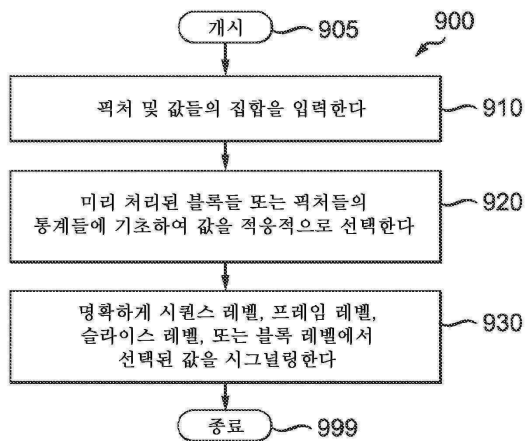 개시
905
900
픽처 및 값들의 집합을 입력한다
910
미리 처리된 블록들 또는 픽처들의
통계들에 기초하여 값을 적응적으로 선택한다
920
명확하게 시퀀스 레벨, 프레임 레벨,
슬라이스 레벨, 또는 블록 레벨에서
선택된 값을 시그널링한다
930
종료
999